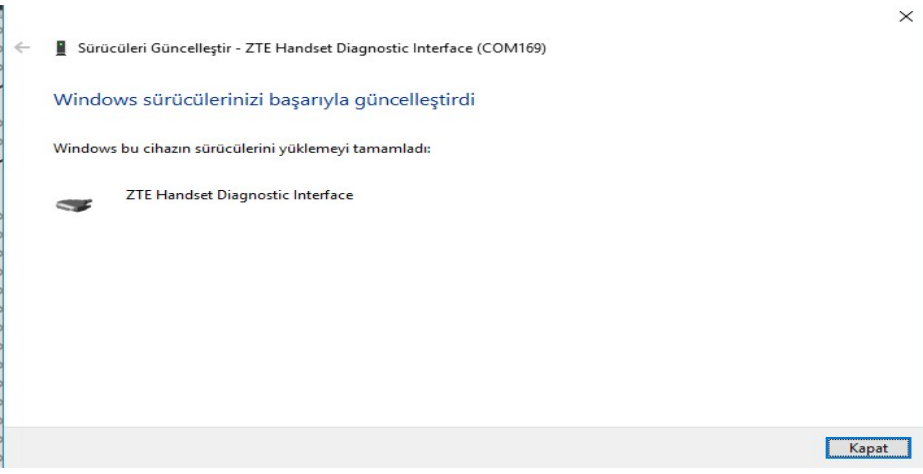 Sürücüleri Güncelleştir - ZTE Handset Diagnostic Interface (COM169)
Windows sürücülerinizi başarıyla güncelleştirdi
Windows bu cihazın sürücülerini yüklemeyi tamamladı:
ZTE Handset Diagnostic Interface
Kapat